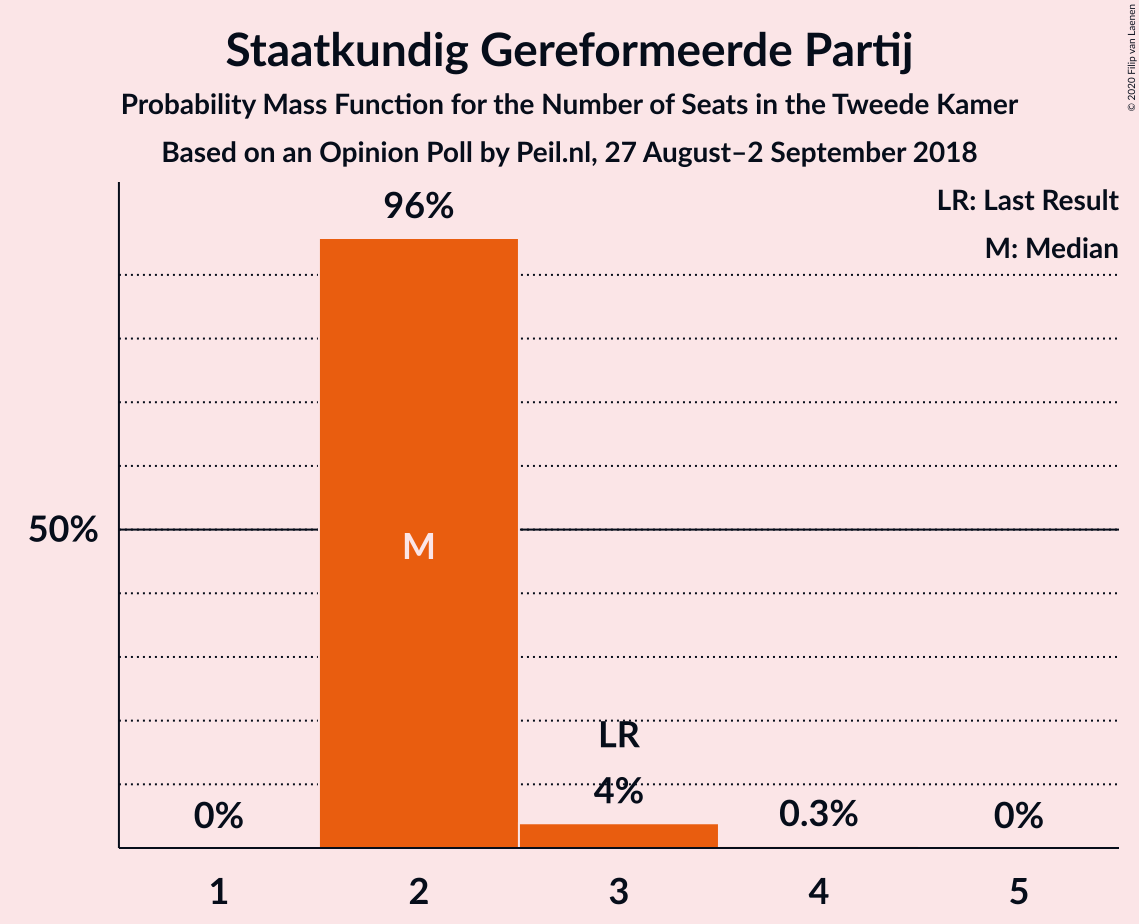 Staatkundig Gereformeerde Partij
Probability Mass Function for the Number of Seats in the Tweede Kamer
Based on an Opinion Poll by Peil.nl, 27 August–2 September 2018
© 2020 Filip van Laenen
LR: Last Result
M: Median
96%
50%
M
LR
4%
0%
0.3%
0%
1
2
3
4
5